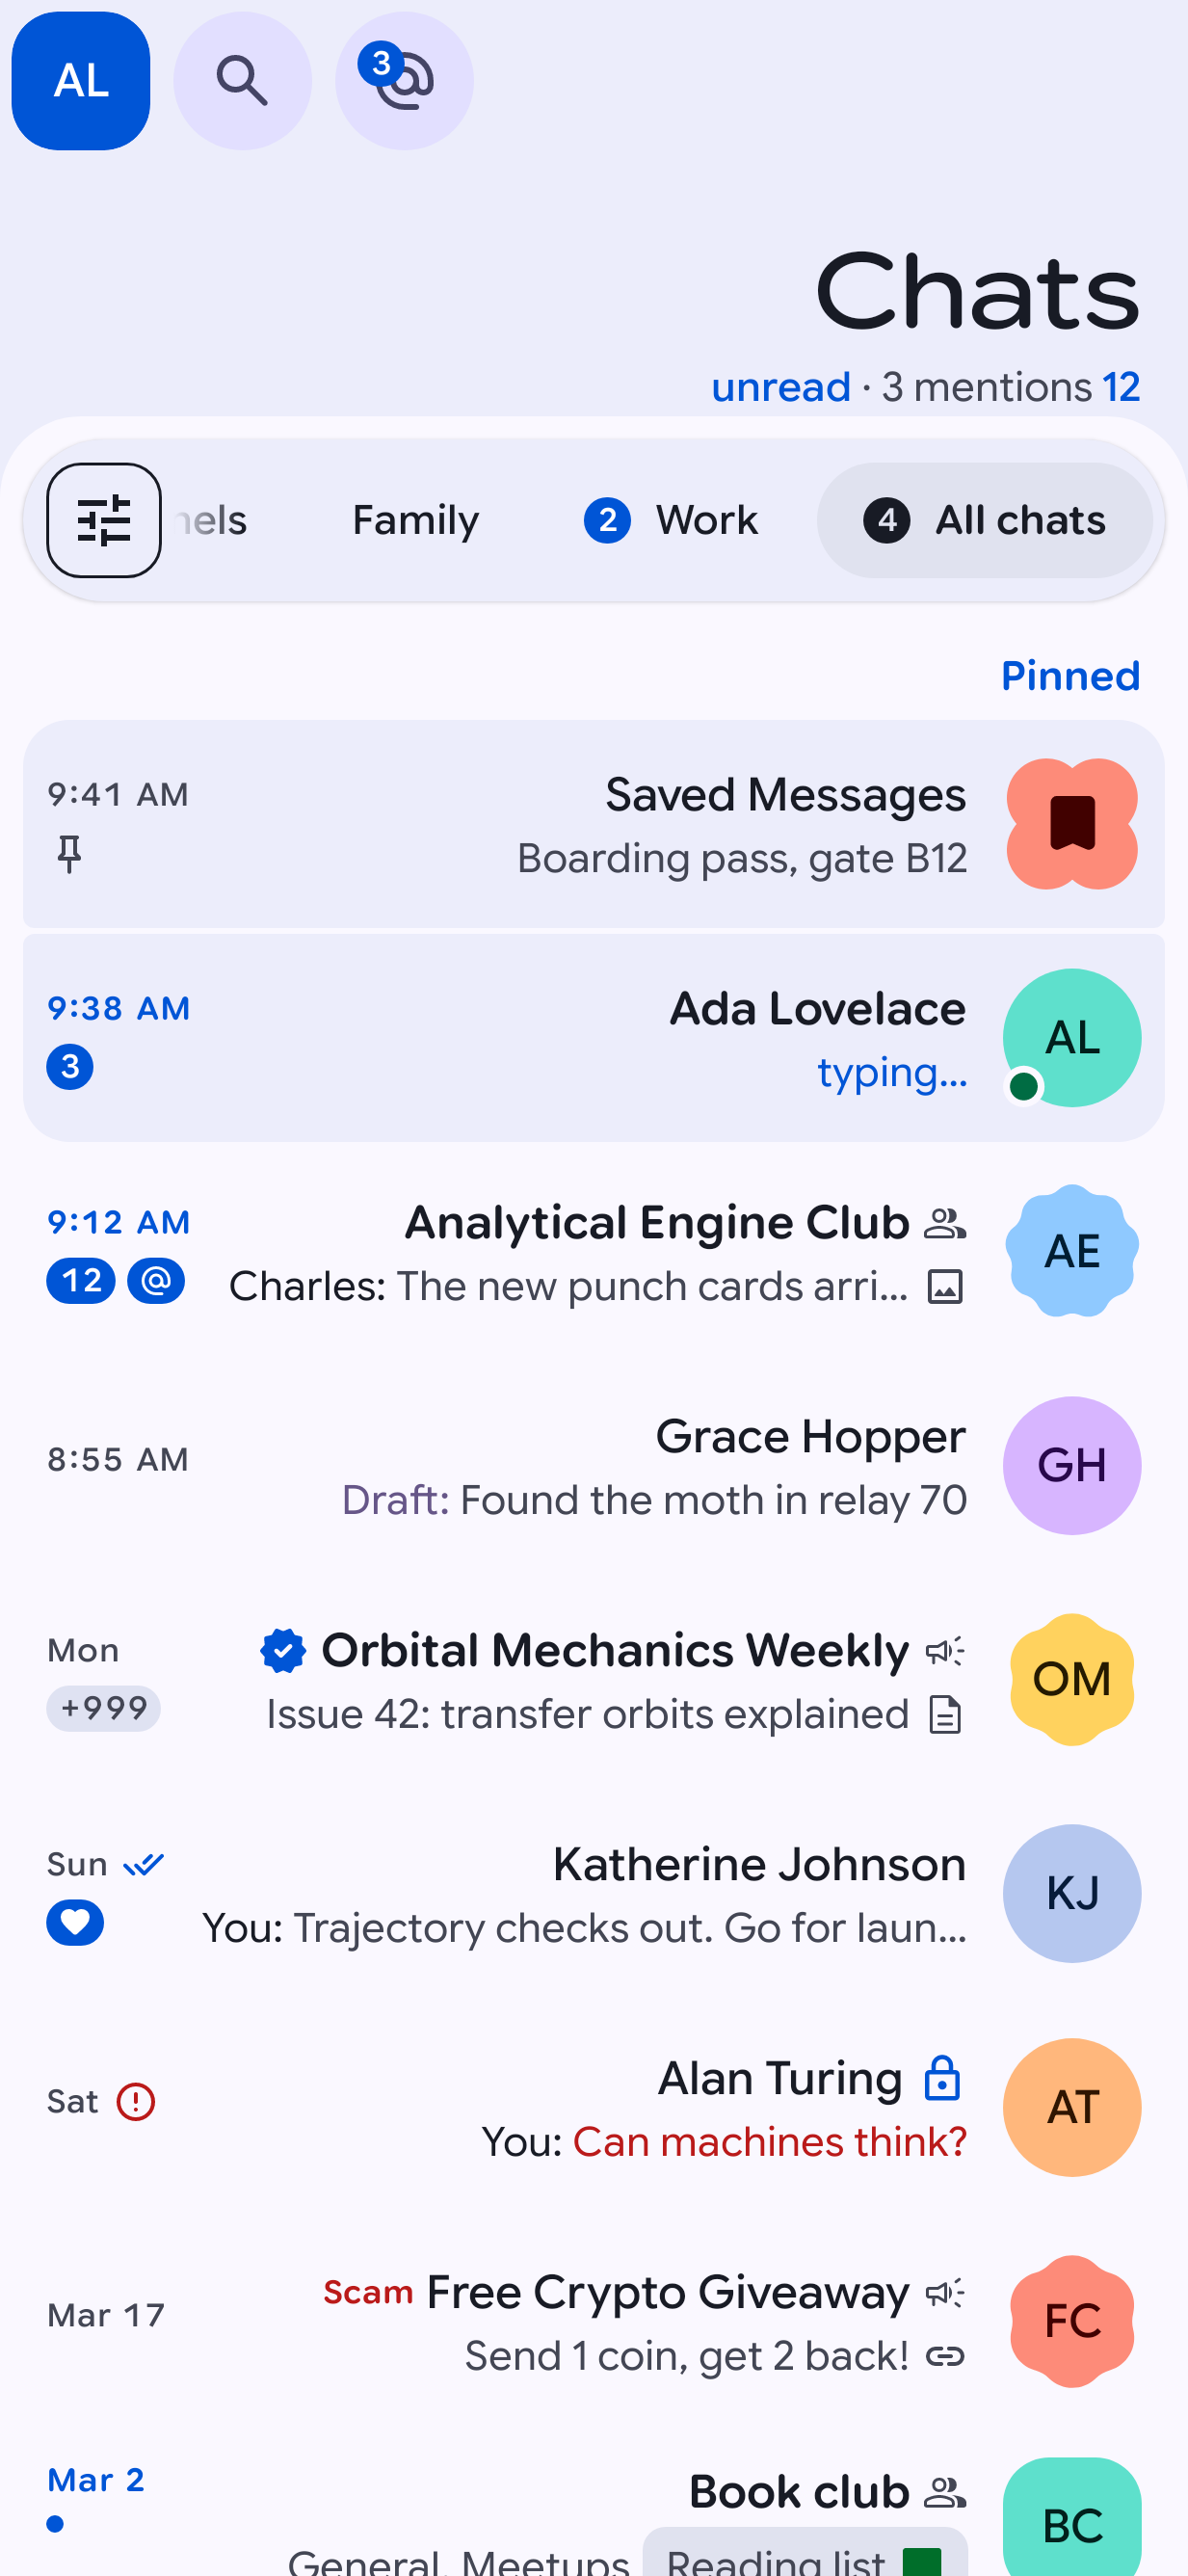 AL
3
Chats
unread · 3 mentions 12
All chats 4
Work 2
Family
nels
Pinned
Saved Messages
9:41 AM
Boarding pass, gate B12
AL
Ada Lovelace
9:38 AM
typing...
3
AE
Analytical Engine Club
9:12 AM
Charles: The new punch cards arri...
12 @
GH
Grace Hopper
8:55 AM
Draft: Found the moth in relay 70
OM
Orbital Mechanics Weekly
Mon
Issue 42: transfer orbits explained
+999
KJ
Katherine Johnson
Sun
You: Trajectory checks out. Go for laun...
AT
Alan Turing
Sat
You: Can machines think?
FC
Scam Free Crypto Giveaway
Mar 17
Send 1 coin, get 2 back!
BC
Book club
Mar 2
General, Meetups Reading list